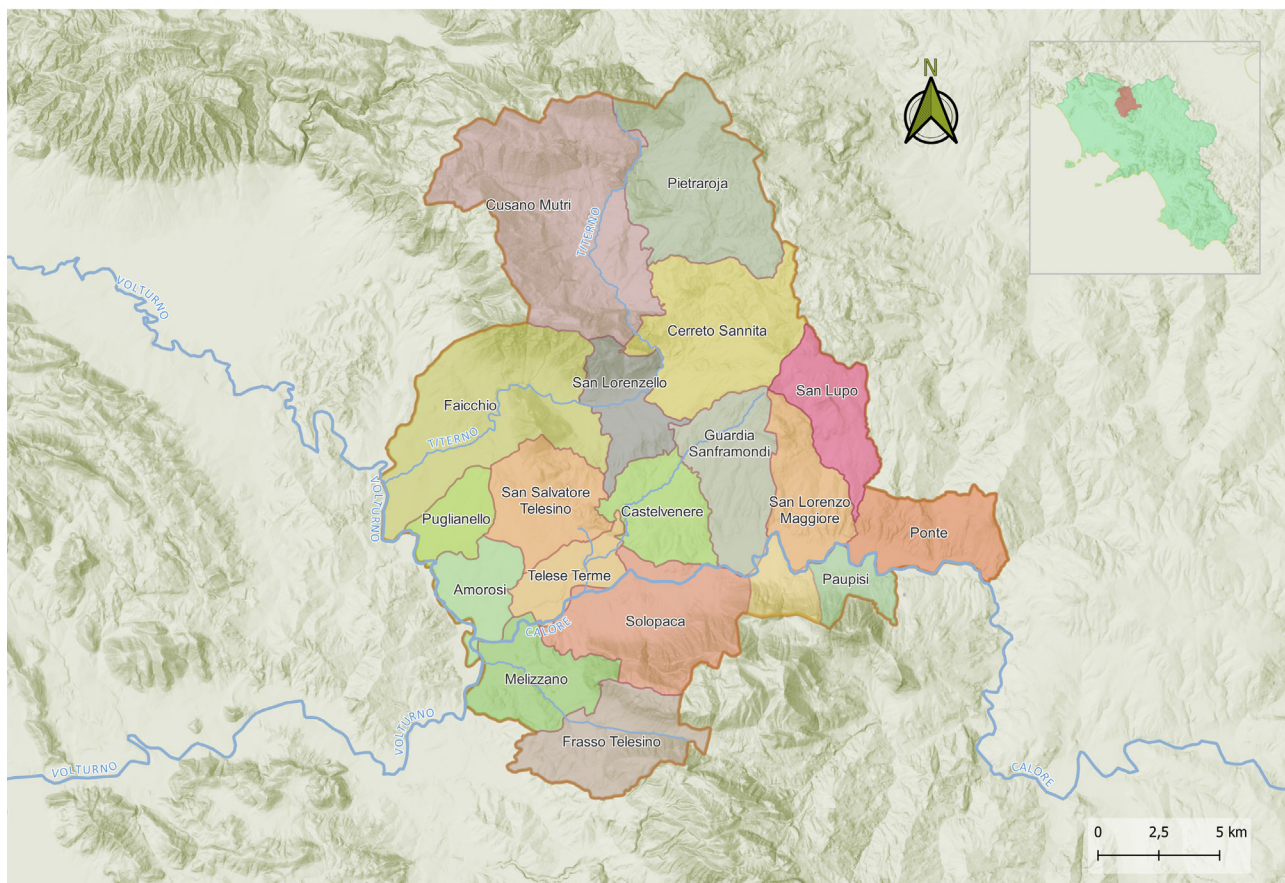 N
Pietraroja
Cusano Mutri
TITERNO
VOLTURNO
Cerreto Sannita
San Lorenzello
San Lupo
Faicchio
TITERNO
Guardia
Sanframondi
VOLTURNO
San Salvatore
Telesino
San Lorenzo
Maggiore
Puglianello
Castelvenere
Ponte
Telese Terme
Paupisi
Amorosi
CALORE
Solopaca
Melizzano
VOLTURNO
Frasso Telesino
VOLTURNO
CALORE
0 2,5 5 km